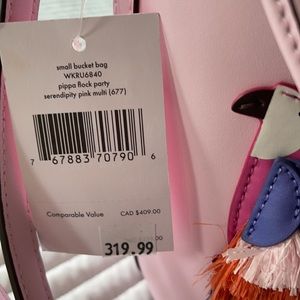 small bucket bag
WKRU6840
pippa flock party
serendipity pink multi (677)
7 67883 70790 6
Comparable Value CAD $409.00
319.99